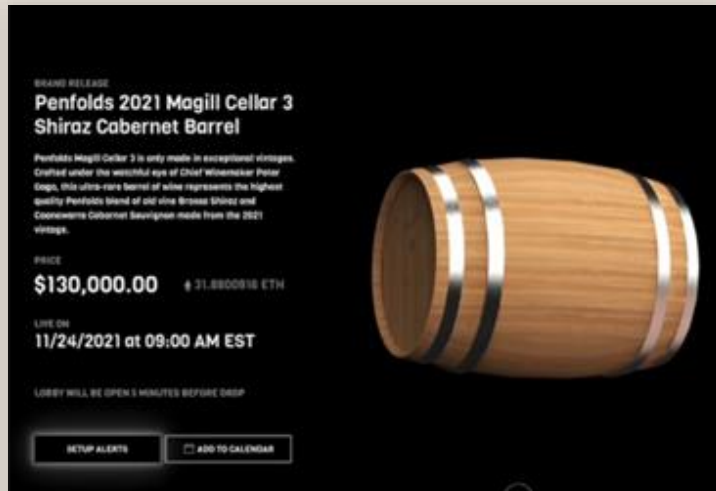 BRAND RELEASE
Penfolds 2021 Magill Cellar 3
Shiraz Cabernet Barrel
Penfolds Magill Cellar 3 is only made in exceptional vintages.
Crafted under the watchful eye of Chief Winemaker Peter
Gago, this ultra-rare barrel of wine represents the highest
quality Penfolds blend of old vine Barossa Shiraz and
Coonawarra Cabernet Sauvignon made from the 2021
vintage.
PRICE
$130,000.00
31.8800918 ETH
LIVE ON
11/24/2021 at 09:00 AM EST
LOBBY WILL BE OPEN 5 MINUTES BEFORE DROP
SETUP ALERTS
ADD TO CALENDAR